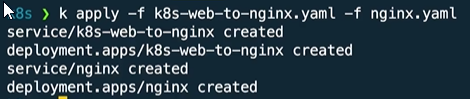 k8s ❯ k apply -f k8s-web-to-nginx.yaml -f nginx.yaml
service/k8s-web-to-nginx created
deployment.apps/k8s-web-to-nginx created
service/nginx created
deployment.apps/nginx created